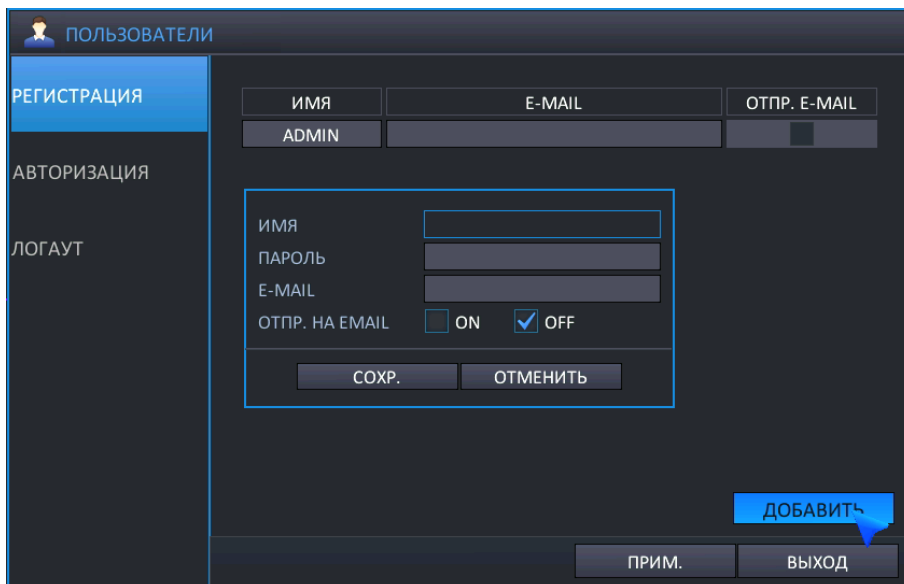 ПОЛЬЗОВАТЕЛИ
РЕГИСТРАЦИЯ
АВТОРИЗАЦИЯ
ЛОГАУТ
ИМЯ E-MAIL ОТПР. E-MAIL
ADMIN
ИМЯ
ПАРОЛЬ
E-MAIL
ОТПР. НА EMAIL ON OFF
СОХР. ОТМЕНИТЬ
ДОБАВИТЬ
ПРИМ. ВЫХОД